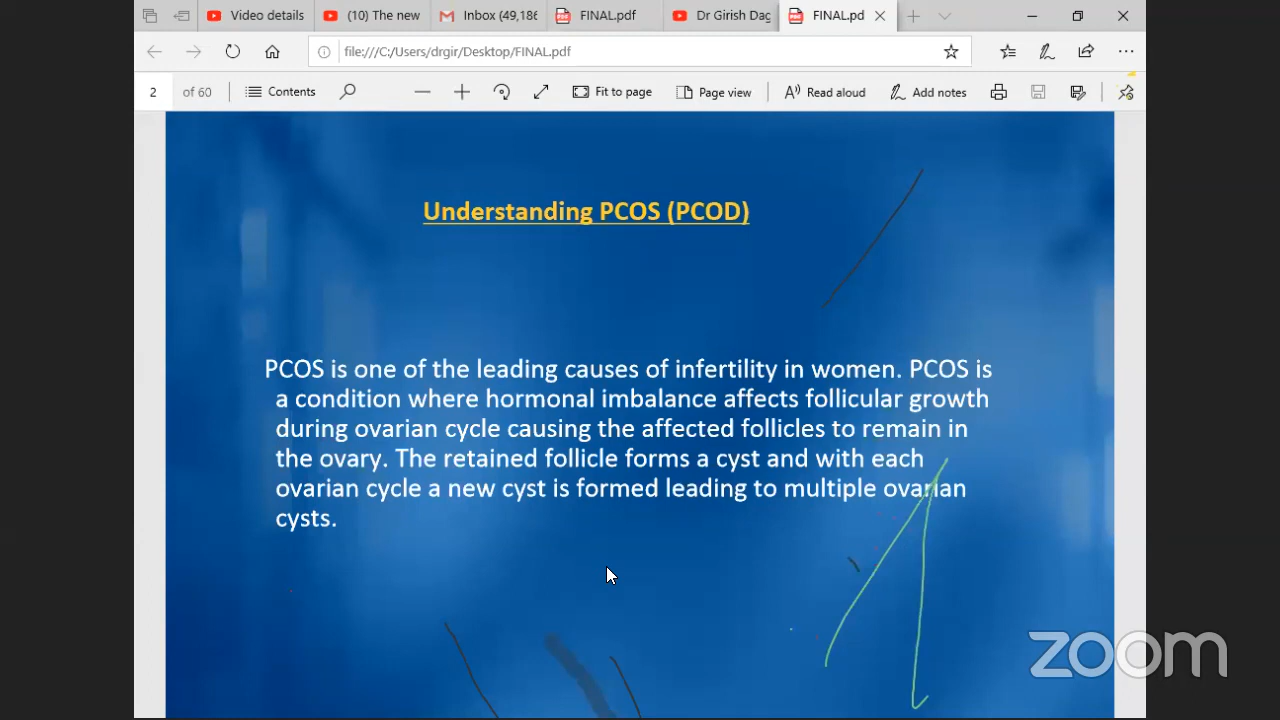 Video details
(10) The new
Inbox (49,186
FINAL.pdf
Dr Girish Dag
FINAL.pd
file:///C:/Users/drgir/Desktop/FINAL.pdf
2 of 60
Contents
Fit to page
Page view
Read aloud
Add notes
Understanding PCOS (PCOD)
PCOS is one of the leading causes of infertility in women. PCOS is
a condition where hormonal imbalance affects follicular growth
during ovarian cycle causing the affected follicles to remain in
the ovary. The retained follicle forms a cyst and with each
ovarian cycle a new cyst is formed leading to multiple ovarian
cysts.
zoom